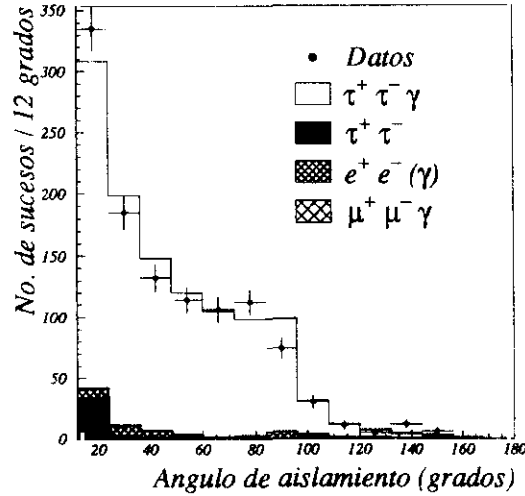 No. de sucesos / 12 grados
350
300
250
200
150
100
50
0
Datos
τ⁺ τ⁻ γ
τ⁺ τ⁻
e⁺ e⁻ (γ)
μ⁺ μ⁻ γ
20 40 60 80 100 120 140 160 180
Angulo de aislamiento (grados)